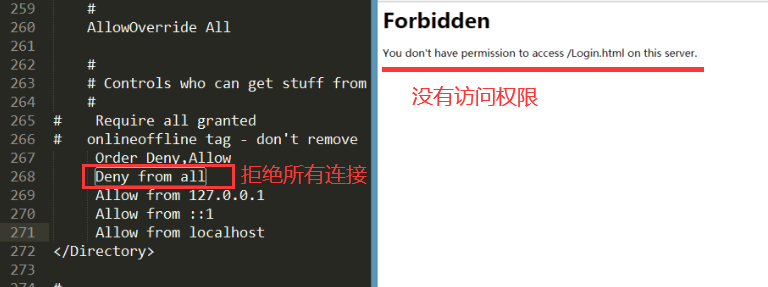 259 #
260 AllowOverride All
261
262 #
263 # Controls who can get stuff from
264 #
265 # Require all granted
266 # onlineoffline tag - don't remove
267 Order Deny,Allow
268 Deny from all
拒绝所有连接
269 Allow from 127.0.0.1
270 Allow from ::1
271 Allow from localhost
272 </Directory>
273
274 #
Forbidden
You don't have permission to access /Login.html on this server.
没有访问权限